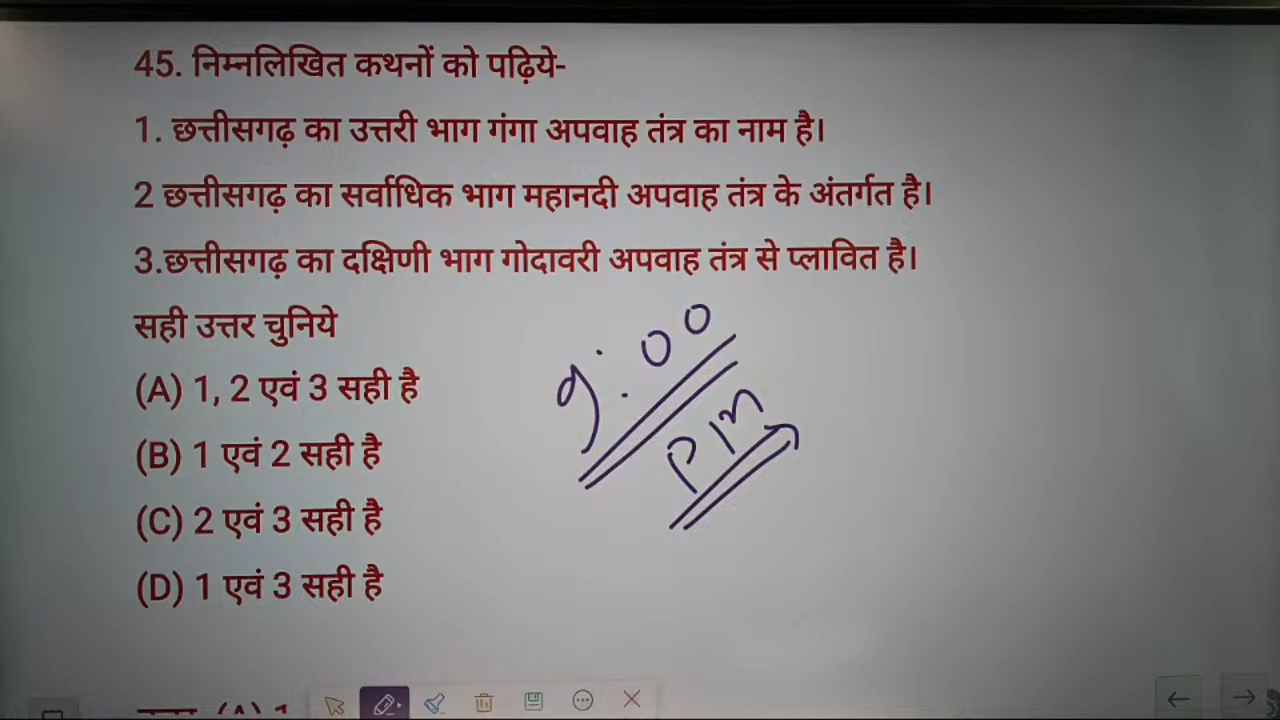 45. निम्नलिखित कथनों को पढ़िये-
1. छत्तीसगढ़ का उत्तरी भाग गंगा अपवाह तंत्र का नाम है।
2 छत्तीसगढ़ का सर्वाधिक भाग महानदी अपवाह तंत्र के अंतर्गत है।
3.छत्तीसगढ़ का दक्षिणी भाग गोदावरी अपवाह तंत्र से प्लावित है।
सही उत्तर चुनिये
(A) 1, 2 एवं 3 सही है
(B) 1 एवं 2 सही है
(C) 2 एवं 3 सही है
(D) 1 एवं 3 सही है
9:00
PM